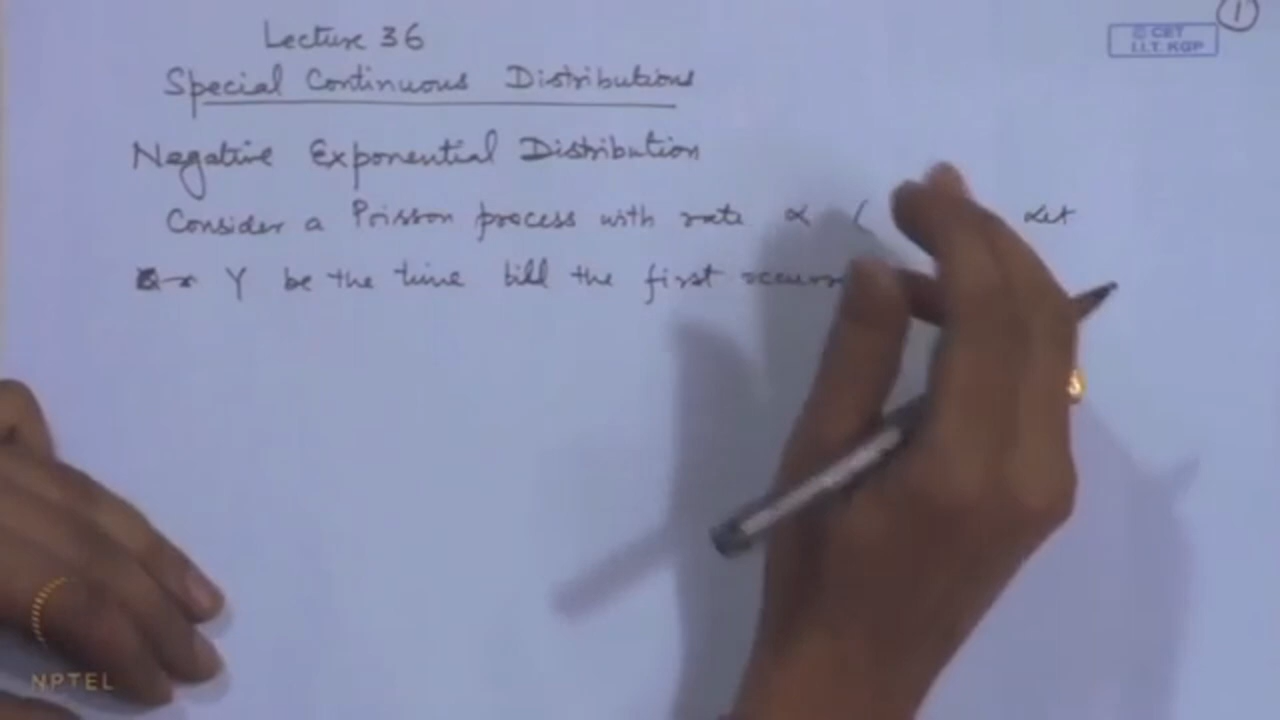 1
© CET
I.I.T. KGP
Lecture 36
Special Continuous Distributions
Negative Exponential Distribution
Consider a Poisson process with rate α ( Let
Y be the time till the first
NPTEL